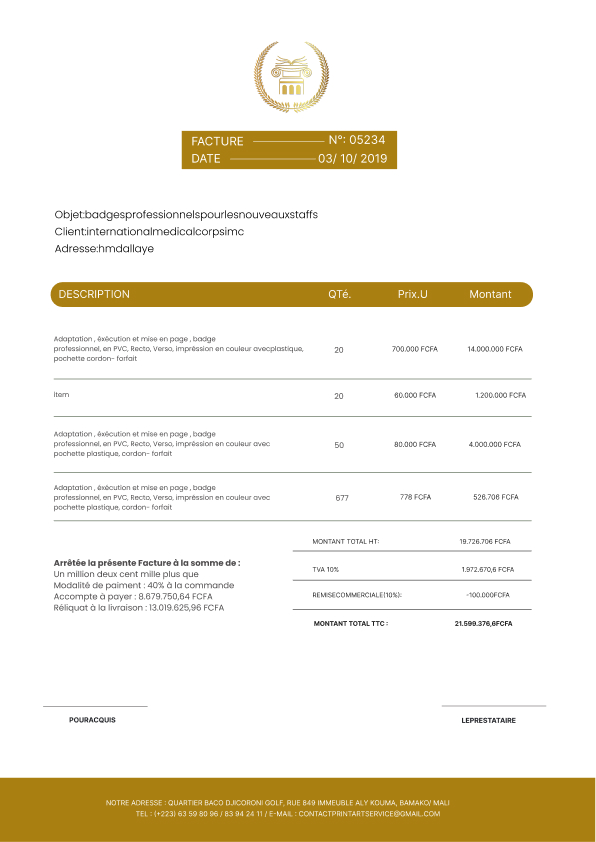 FACTURE N°: 05234
DATE 03/ 10/ 2019
Objet:badgesprofessionnelspourlesnouveauxstaffs
Client:internationalmedicalcorpsimc
Adresse:hmdallaye
DESCRIPTION QTé. Prix.U Montant
Adaptation , éxécution et mise en page , badge
professionnel, en PVC, Recto, Verso, impréssion en couleur avecplastique,
pochette cordon- forfait
20 700.000 FCFA 14.000.000 FCFA
Item 20 60.000 FCFA 1.200.000 FCFA
Adaptation , éxécution et mise en page , badge
professionnel, en PVC, Recto, Verso, impréssion en couleur avec
pochette plastique, cordon- forfait
50 80.000 FCFA 4.000.000 FCFA
Adaptation , éxécution et mise en page , badge
professionnel, en PVC, Recto, Verso, impréssion en couleur avec
pochette plastique, cordon- forfait
677 778 FCFA 526.706 FCFA
MONTANT TOTAL HT: 19.726.706 FCFA
TVA 10% 1.972.670,6 FCFA
REMISECOMMERCIALE(10%): -100.000FCFA
MONTANT TOTAL TTC : 21.599.376,6FCFA
Arrêtée la présente Facture à la somme de :
Un million deux cent mille plus que
Modalité de paiment : 40% à la commande
Accompte à payer : 8.679.750,64 FCFA
Réliquat à la livraison : 13.019.625,96 FCFA
POURACQUIS LEPRESTATAIRE
NOTRE ADRESSE : QUARTIER BACO DJICORONI GOLF, RUE 649 IMMEUBLE ALY KOUMA, BAMAKO/ MALI
TEL : (+223) 63 59 80 96 / 83 94 24 11 / E-MAIL : CONTACTPRINTARTSERVICE@GMAIL.COM